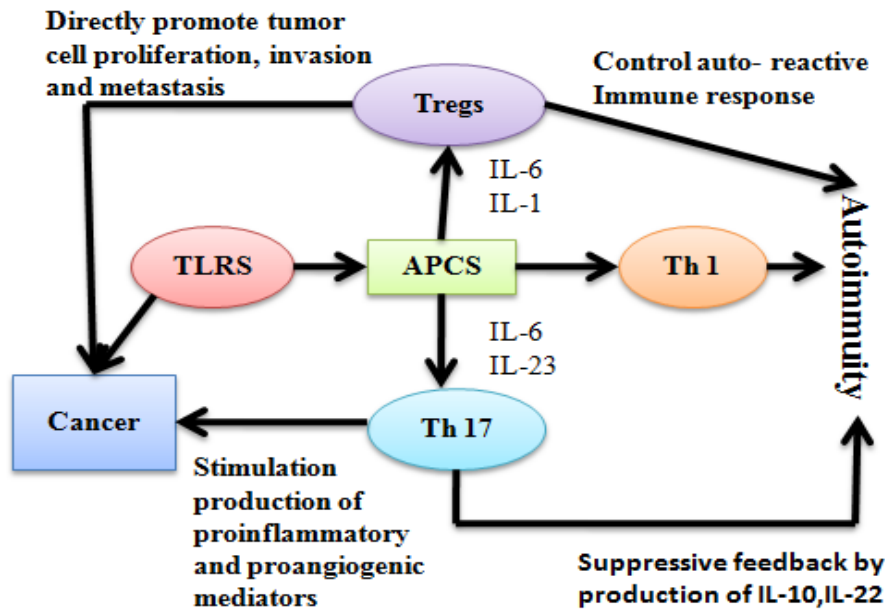 Directly promote tumor
cell proliferation, invasion
and metastasis
Control auto- reactive
Immune response
Tregs
IL-6
IL-1
TLRS
APCS
Th 1
Autoimmuity
IL-6
IL-23
Cancer
Th 17
Stimulation
production of
proinflammatory
and proangiogenic
mediators
Suppressive feedback by
production of IL-10,IL-22